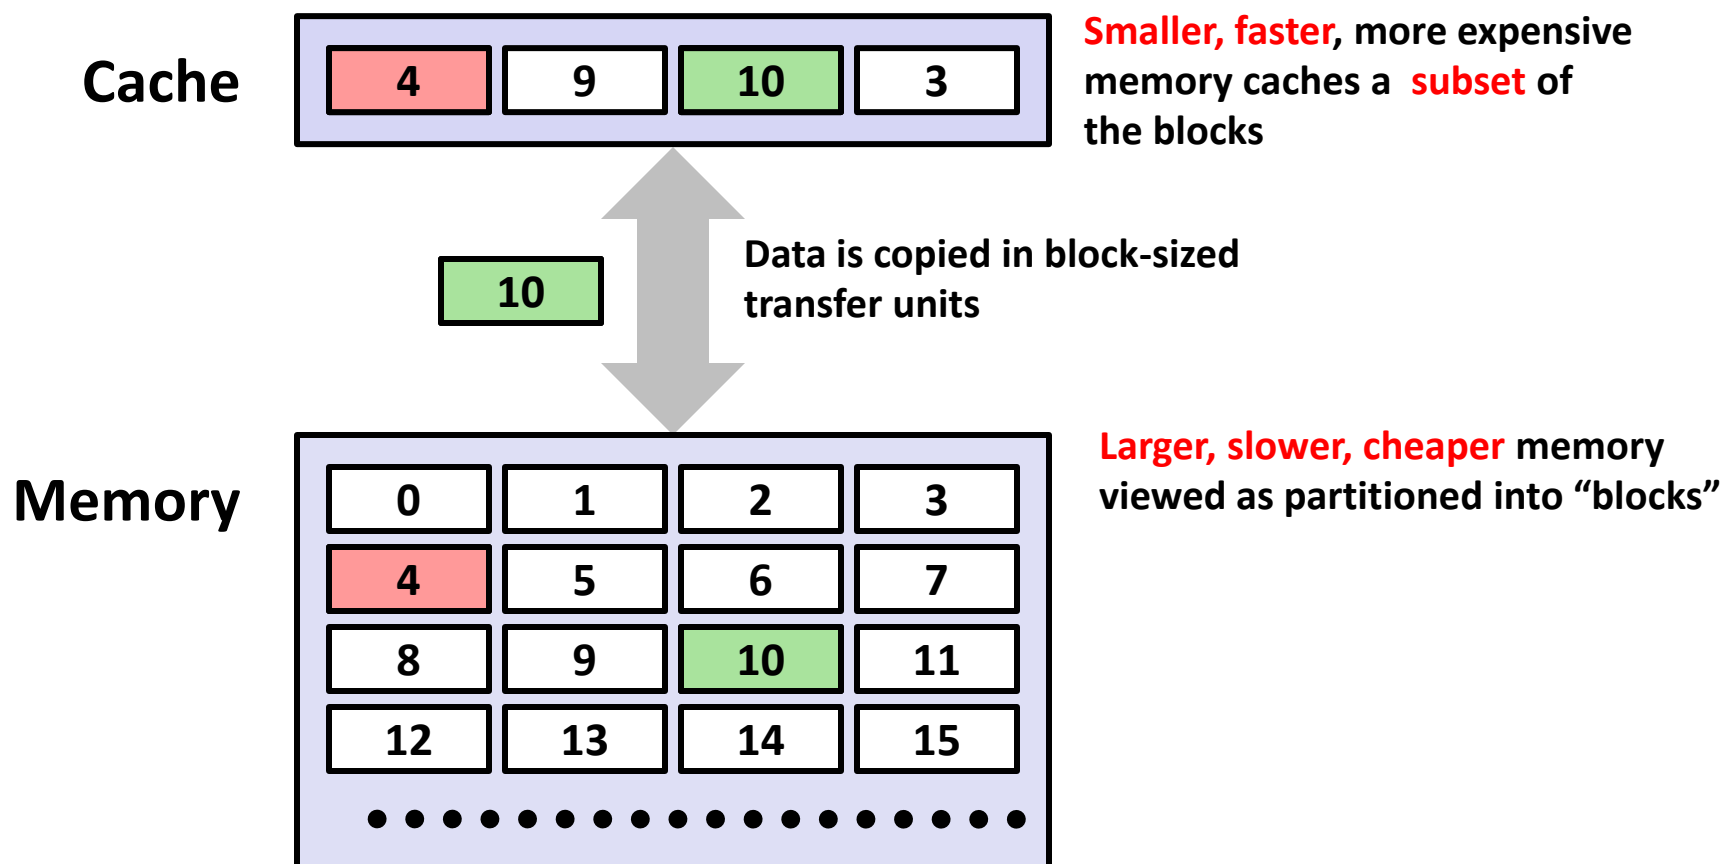 Cache
4 9 10 3
Smaller, faster, more expensive
memory caches a subset of
the blocks
10
Data is copied in block-sized
transfer units
Memory
0 1 2 3
4 5 6 7
8 9 10 11
12 13 14 15
Larger, slower, cheaper memory
viewed as partitioned into “blocks”